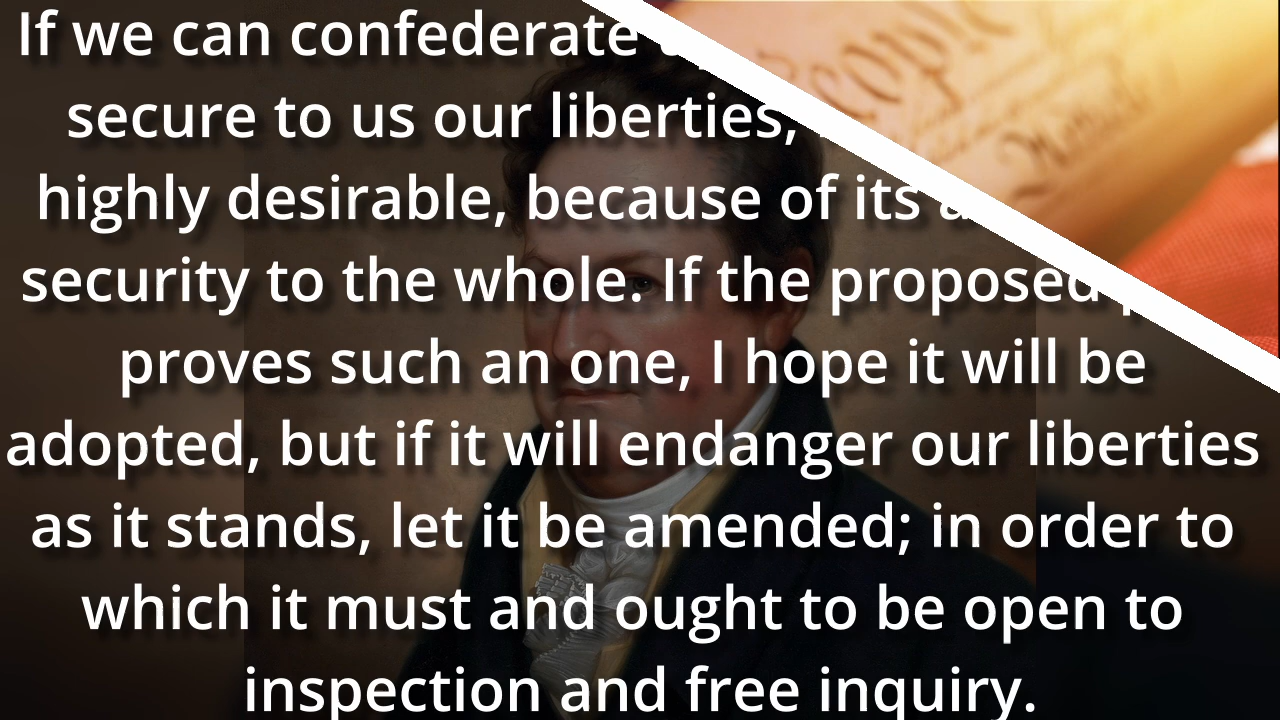 If we can confederate
secure to us our liberties,
highly desirable, because of its
security to the whole. If the proposed
proves such an one, I hope it will be
adopted, but if it will endanger our liberties
as it stands, let it be amended; in order to
which it must and ought to be open to
inspection and free inquiry.